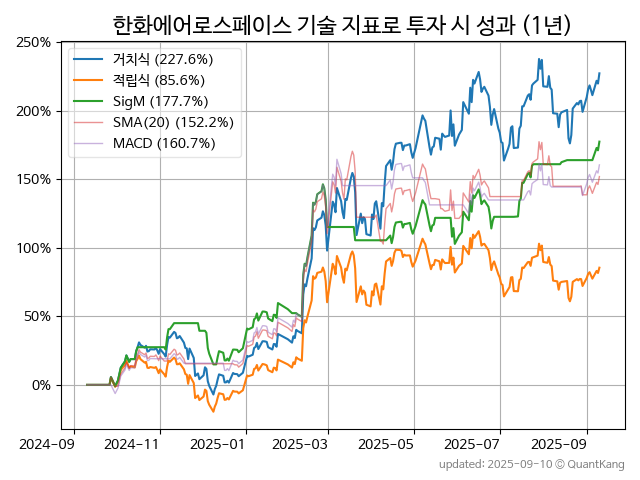 한화에어로스페이스 기술 지표로 투자 시 성과 (1년)
250%
200%
150%
100%
50%
0%
거치식 (227.6%)
적립식 (85.6%)
SigM (177.7%)
SMA(20) (152.2%)
MACD (160.7%)
2024-09
2024-11
2025-01
2025-03
2025-05
2025-07
2025-09
updated: 2025-09-10 © QuantKang